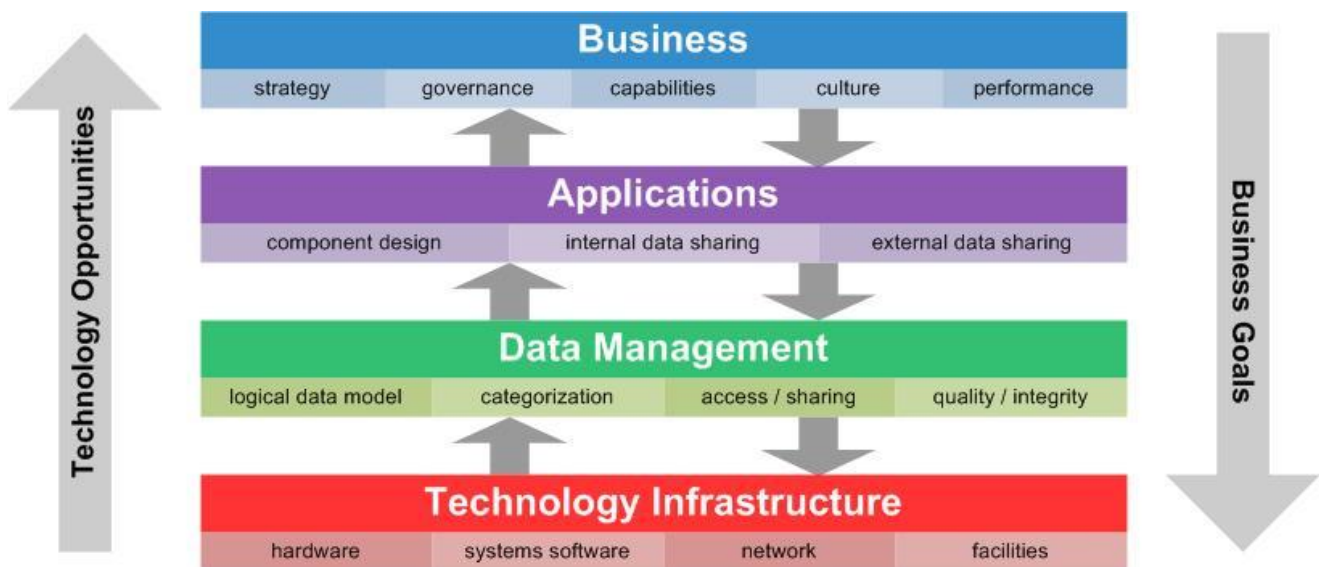 Business
strategy governance capabilities culture performance
Technology Opportunities
Applications
component design internal data sharing external data sharing
Business Goals
Data Management
logical data model categorization access / sharing quality / integrity
Technology Infrastructure
hardware systems software network facilities